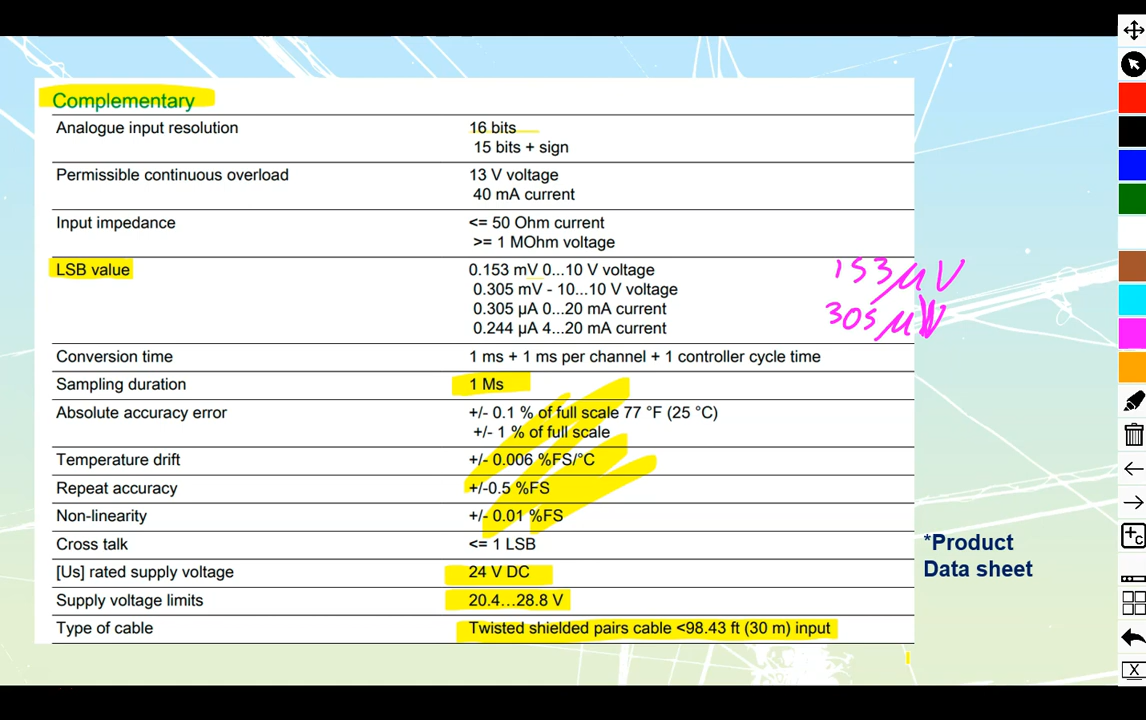 Complementary
Analogue input resolution 16 bits
15 bits + sign
Permissible continuous overload 13 V voltage
40 mA current
Input impedance <= 50 Ohm current
>= 1 MOhm voltage
LSB value 0.153 mV 0...10 V voltage 153 μV
0.305 mV - 10...10 V voltage
0.305 μA 0...20 mA current 305 μV
0.244 μA 4...20 mA current
Conversion time 1 ms + 1 ms per channel + 1 controller cycle time
Sampling duration 1 Ms
Absolute accuracy error +/- 0.1 % of full scale 77 °F (25 °C)
+/- 1 % of full scale
Temperature drift +/- 0.006 %FS/°C
Repeat accuracy +/-0.5 %FS
Non-linearity +/- 0.01 %FS
Cross talk <= 1 LSB
[Us] rated supply voltage 24 V DC
Supply voltage limits 20.4...28.8 V
Type of cable Twisted shielded pairs cable <98.43 ft (30 m) input
*Product
Data sheet